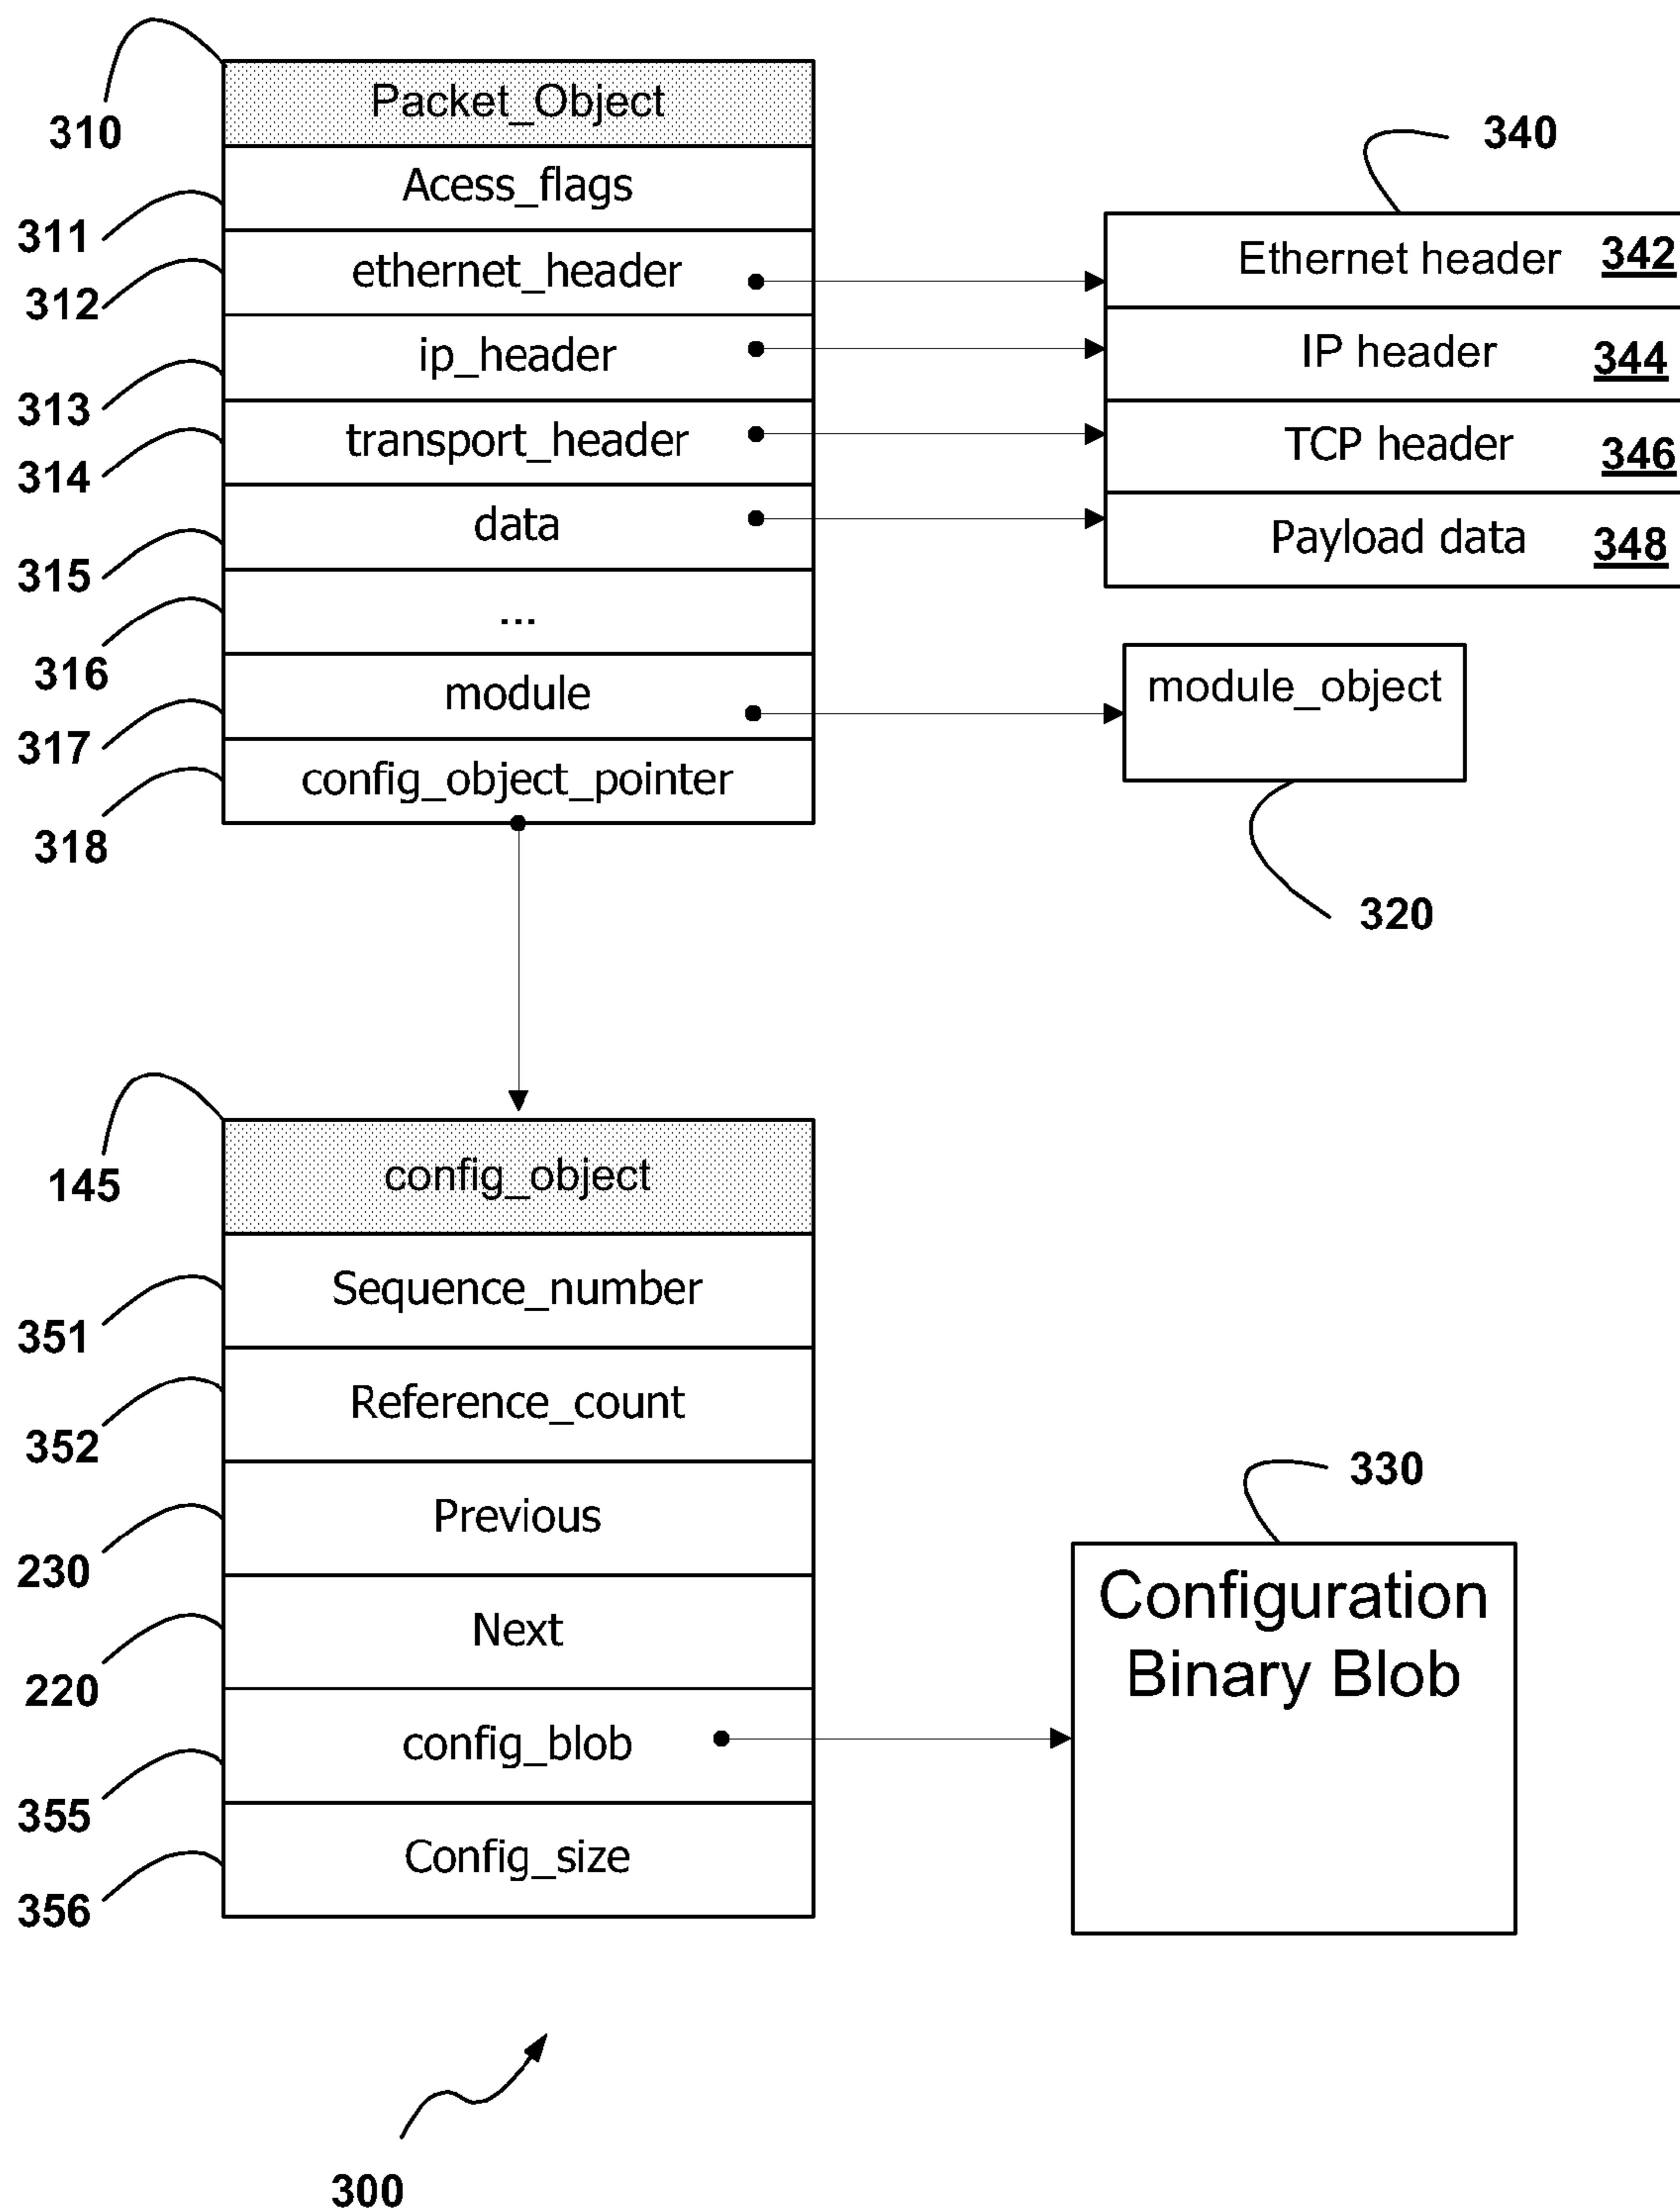 310
Packet_Object
311
Acess_flags
312
ethernet_header
313
ip_header
314
transport_header
315
data
316
...
317
module
318
config_object_pointer
340
Ethernet header 342
IP header 344
TCP header 346
Payload data 348
module_object
320
145
config_object
351
Sequence_number
352
Reference_count
230
Previous
220
Next
355
config_blob
356
Config_size
330
Configuration
Binary Blob
300